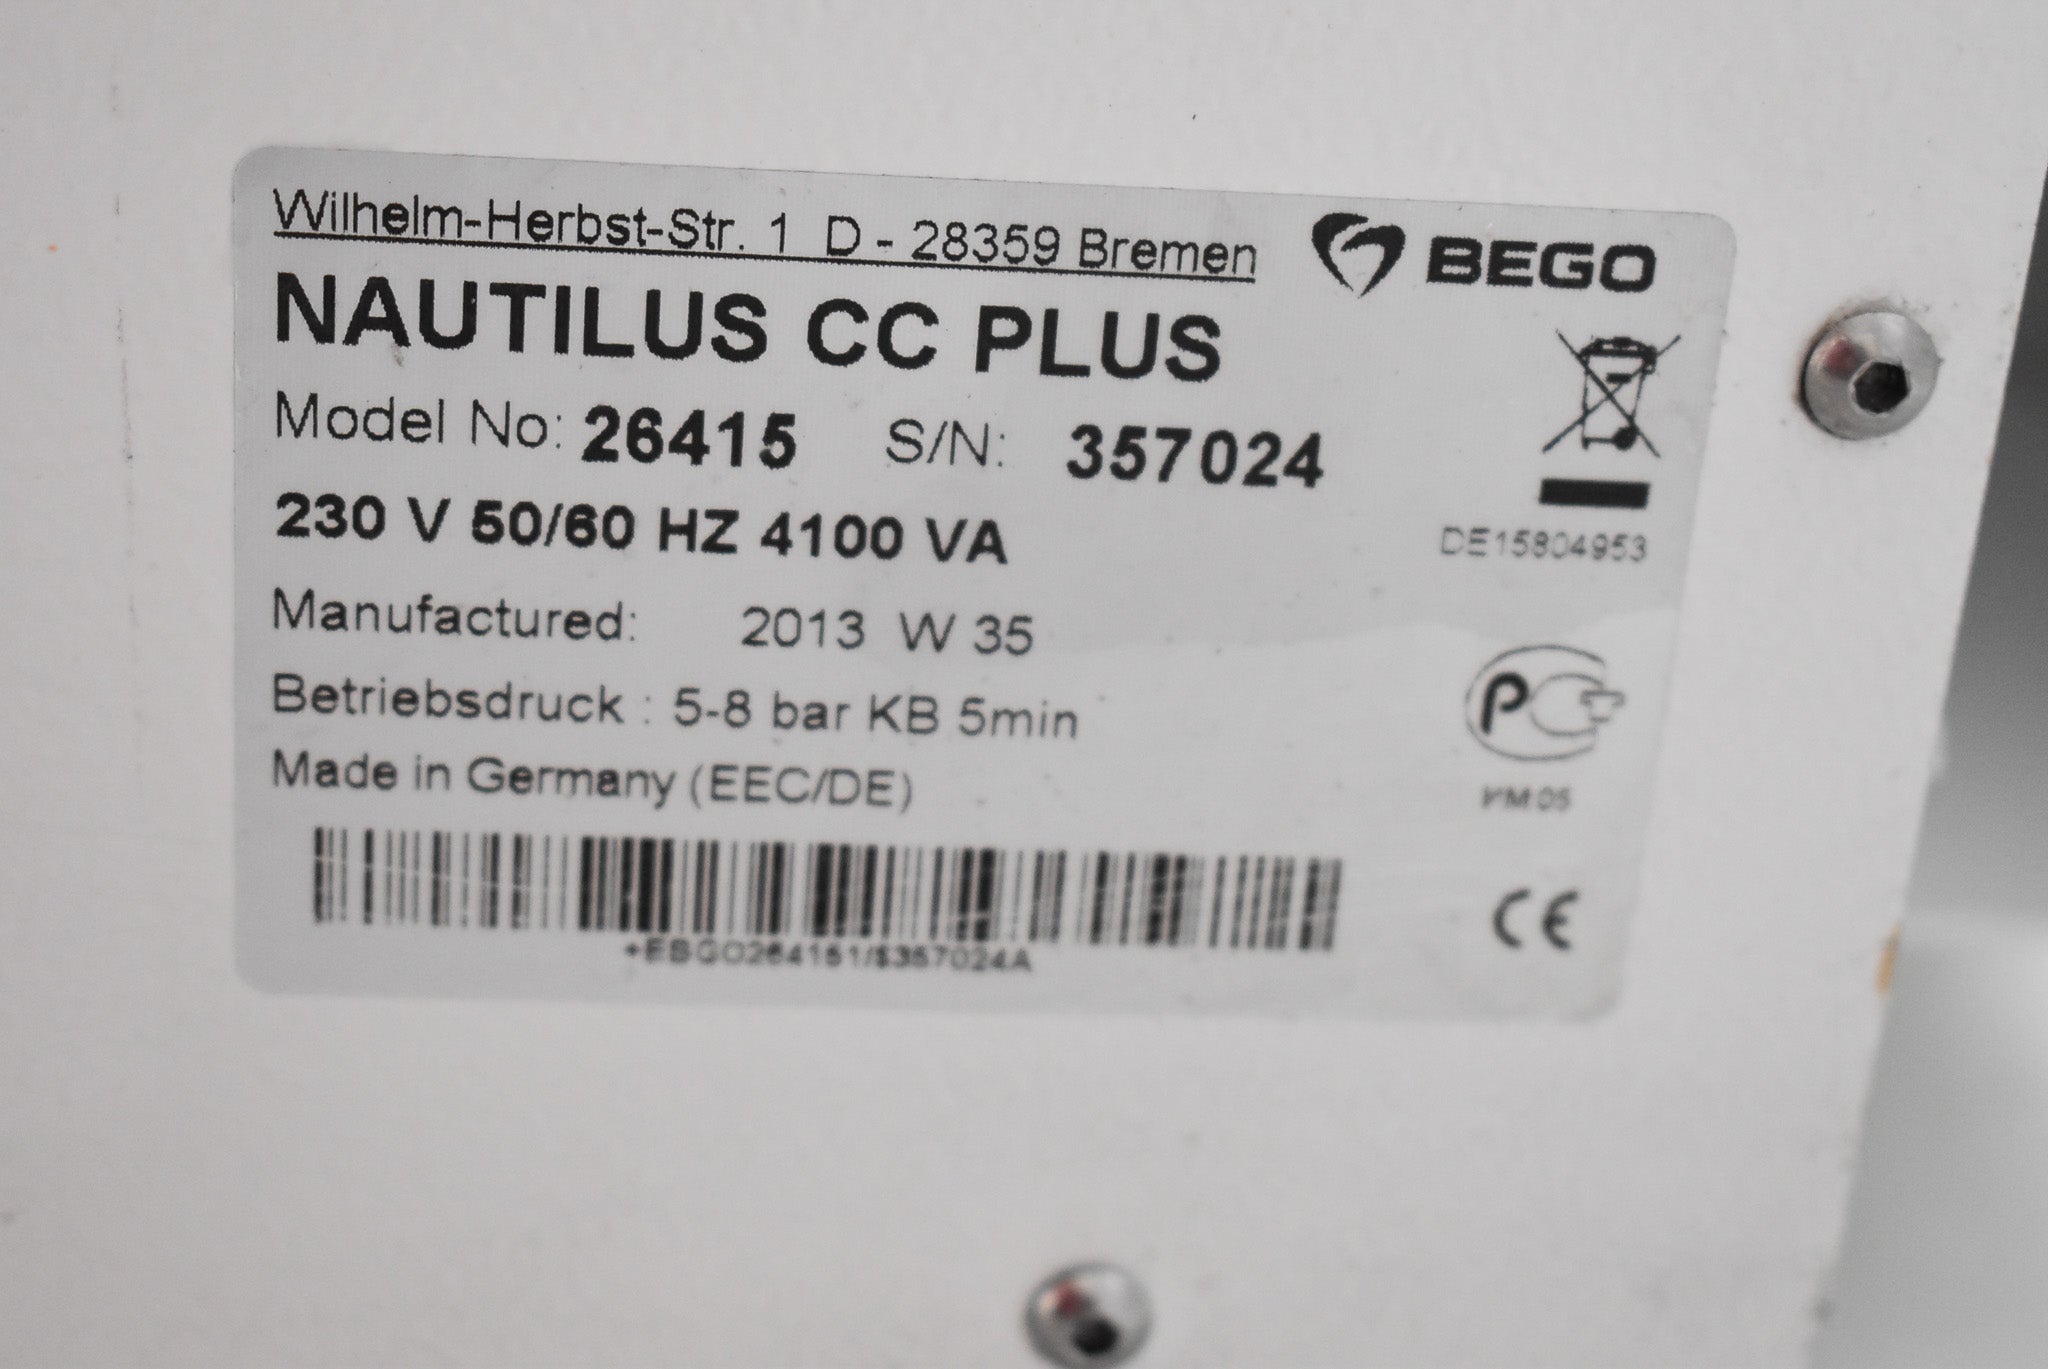 Wilhelm-Herbst-Str. 1 D - 28359 Bremen
BEGO
NAUTILUS CC PLUS
Model No: 26415 S/N: 357024
230 V 50/60 HZ 4100 VA
DE15804953
Manufactured: 2013 W 35
Betriebsdruck : 5-8 bar KB 5min
Made in Germany (EEC/DE)
+EBGO264151/$357024A
CE